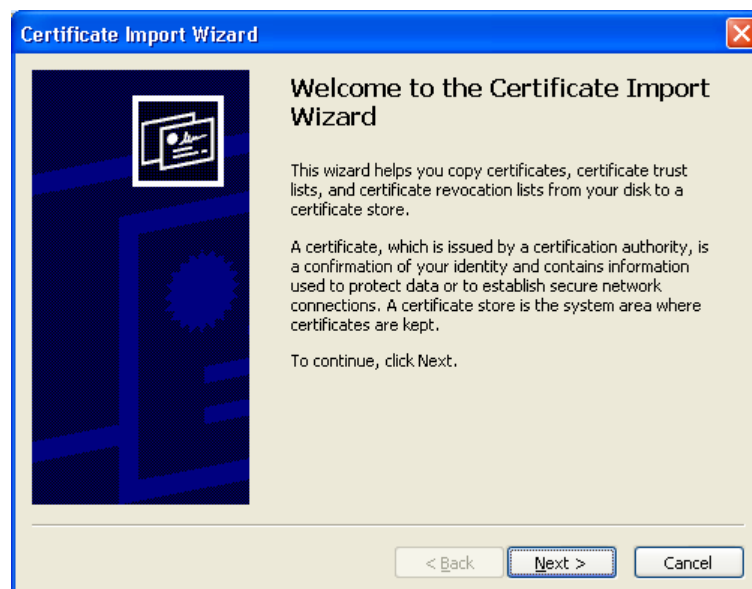 Certificate Import Wizard
Welcome to the Certificate Import
Wizard
This wizard helps you copy certificates, certificate trust
lists, and certificate revocation lists from your disk to a
certificate store.
A certificate, which is issued by a certification authority, is
a confirmation of your identity and contains information
used to protect data or to establish secure network
connections. A certificate store is the system area where
certificates are kept.
To continue, click Next.
< Back Next > Cancel